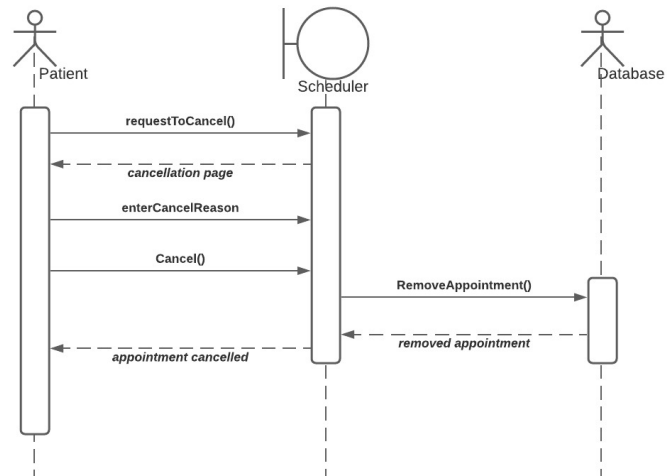 Patient
Scheduler
Database
requestToCancel()
cancellation page
enterCancelReason
Cancel()
RemoveAppointment()
removed appointment
appointment cancelled